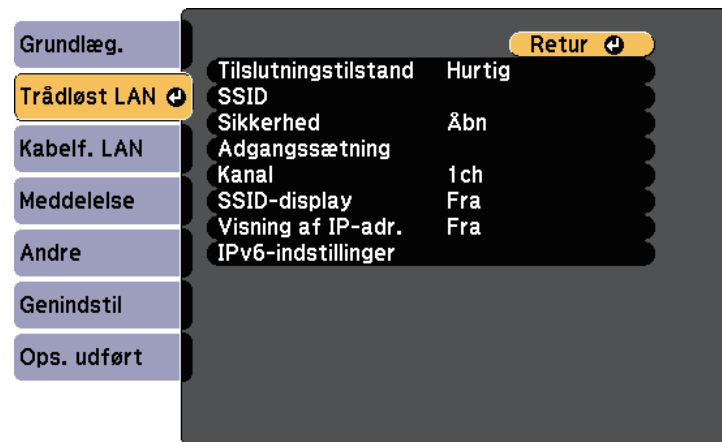 Grundlæg.
Trådløst LAN
Kabelf. LAN
Meddelelse
Andre
Genindstil
Ops. udført
Retur
Tilslutningstilstand Hurtig
SSID
Sikkerhed Åbn
Adgangssætning
Kanal 1ch
SSID-display Fra
Visning af IP-adr. Fra
IPv6-indstillinger